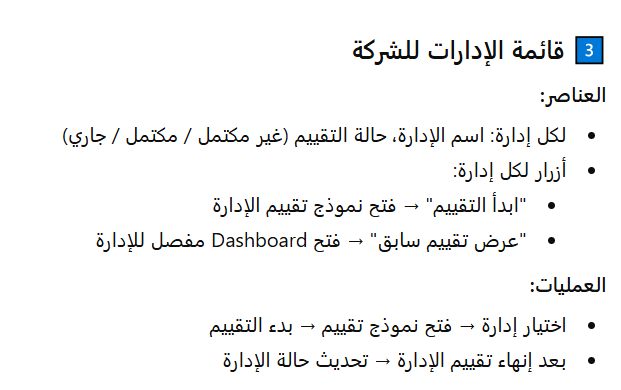 3 قائمة الإدارات للشركة
العناصر:
• لكل إدارة: اسم الإدارة، حالة التقييم (غير مكتمل / مكتمل / جاري)
• أزرار لكل إدارة:
• "ابدأ التقييم" → فتح نموذج تقييم الإدارة
• "عرض تقييم سابق" → فتح Dashboard مفصل للإدارة
العمليات:
• اختيار إدارة → فتح نموذج تقييم → بدء التقييم
• بعد إنهاء تقييم الإدارة → تحديث حالة الإدارة